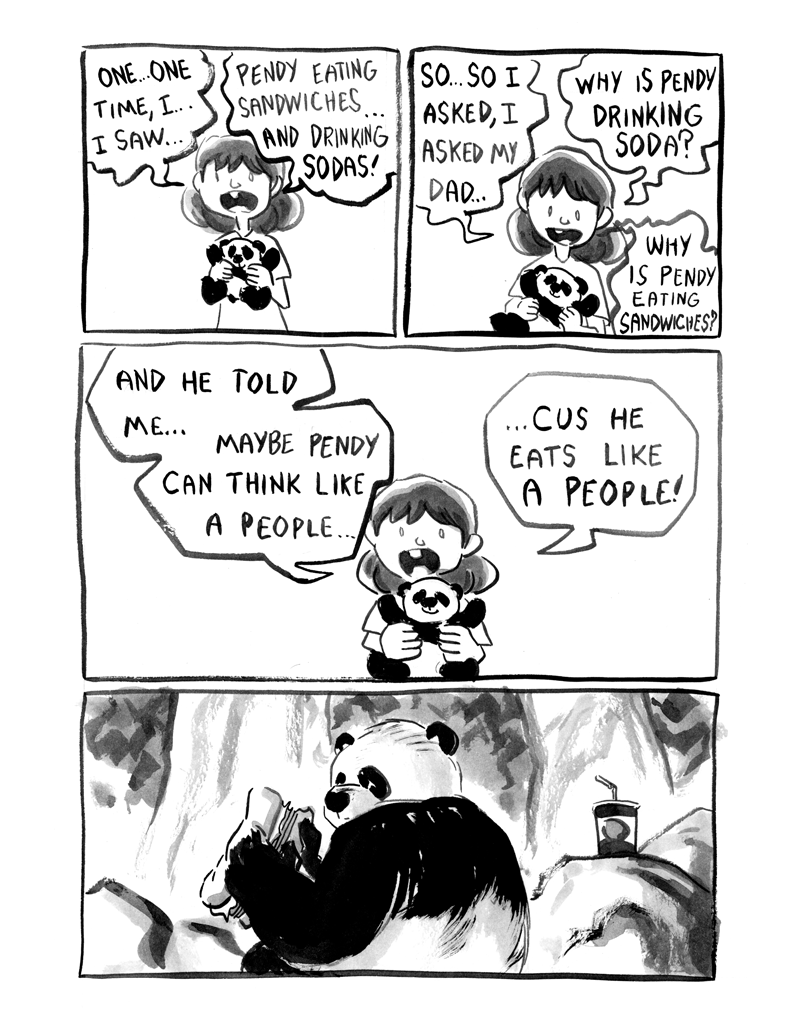 ONE...ONE
TIME, I...
I SAW...
PENDY EATING
SANDWICHES...
AND DRINKING
SODAS!
SO...SO I
ASKED, I
ASKED MY
DAD...
WHY IS PENDY
DRINKING
SODA?
WHY
IS PENDY
EATING
SANDWICHES?
AND HE TOLD
ME...
MAYBE PENDY
CAN THINK LIKE
A PEOPLE...
...CUS HE
EATS LIKE
A PEOPLE!